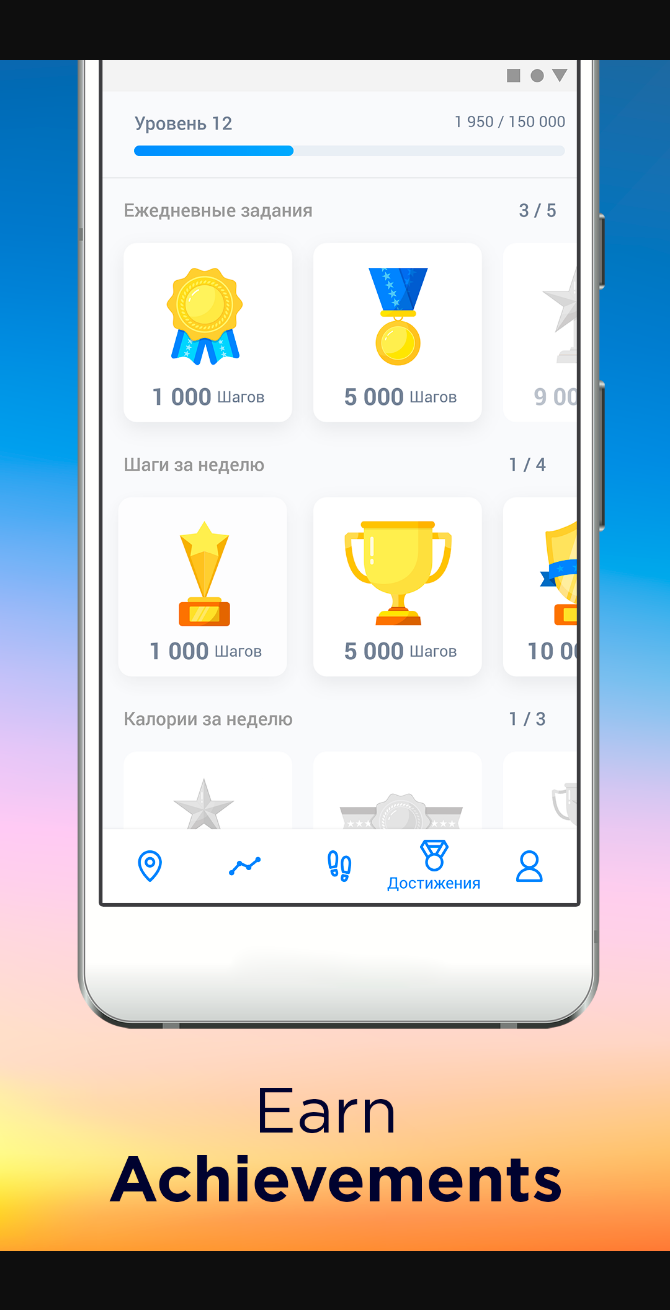 Уровень 12
1 950 / 150 000
Ежедневные задания
3 / 5
1 000 Шагов
5 000 Шагов
9 00
Шаги за неделю
1 / 4
1 000 Шагов
5 000 Шагов
10 00
Калории за неделю
1 / 3
Достижения
Earn
Achievements